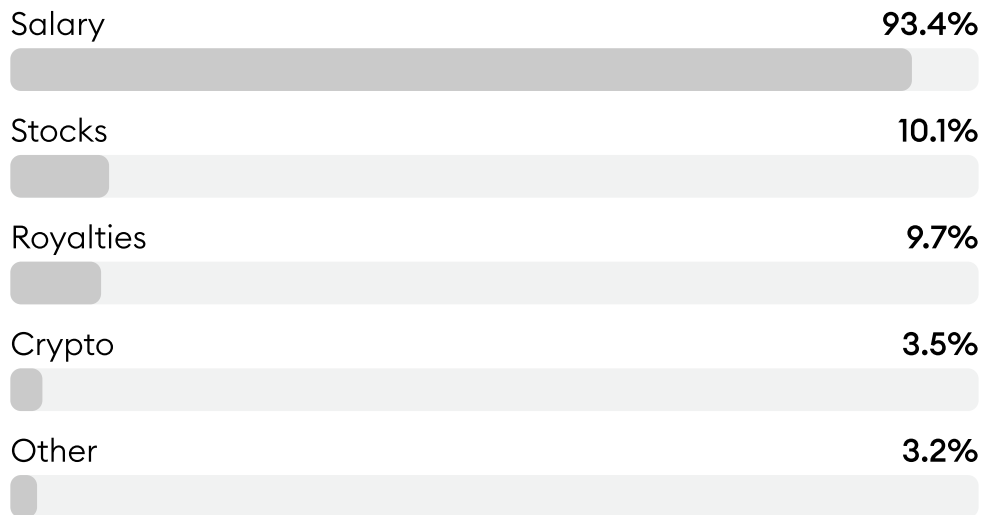 Salary 93.4%
Stocks 10.1%
Royalties 9.7%
Crypto 3.5%
Other 3.2%